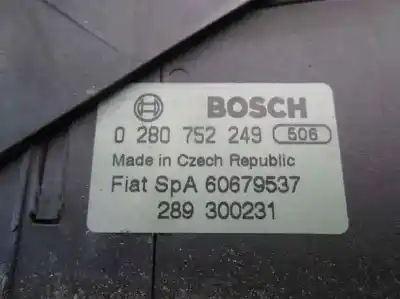 BOSCH
0 280 752 249 506
Made in Czech Republic
Fiat SpA 60679537
289 300231